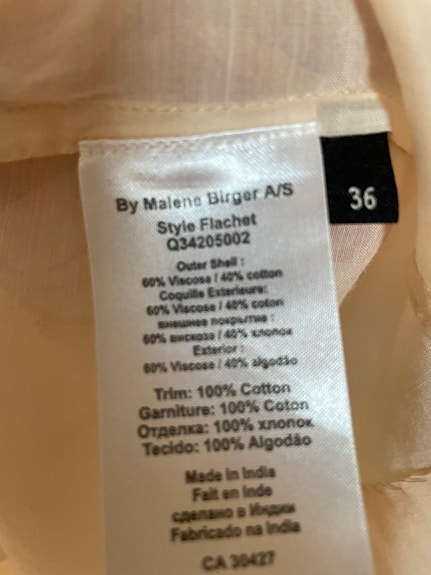 By Malene Birger A/S
36
Style Flachet
Q34205002
Outer Shell :
60% Viscose / 40% cotton
Coquille Exterieure:
60% Viscose / 40% coton
внешнее покрытие :
60% вискоза / 40% хлопок
Exterior :
60% Viscose / 40% algodão
Trim: 100% Cotton
Garniture: 100% Coton
Отделка: 100% хлопок
Tecido: 100% Algodão
Made in India
Fait en Inde
сделано в Индии
Fabricado na India
CA 30427